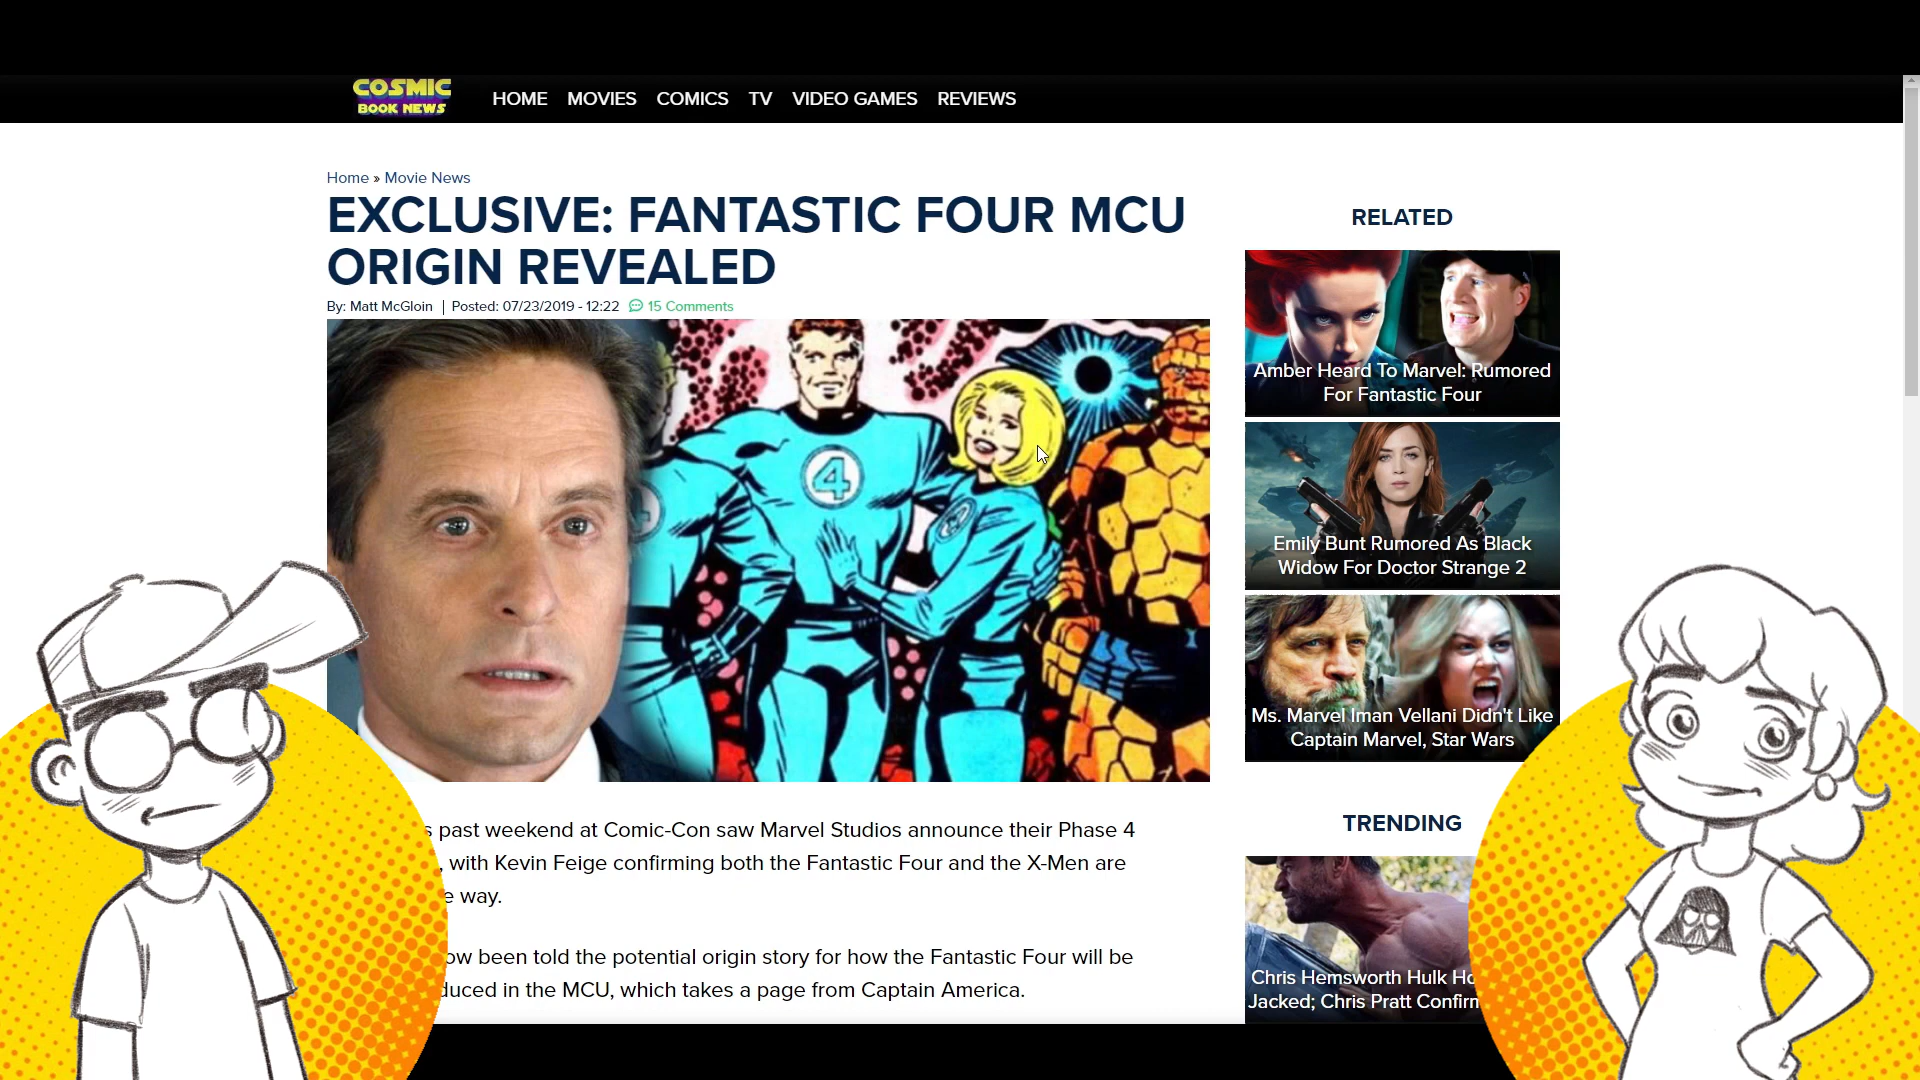 COSMIC
BOOK NEWS
HOME MOVIES COMICS TV VIDEO GAMES REVIEWS
Home » Movie News
EXCLUSIVE: FANTASTIC FOUR MCU
ORIGIN REVEALED
By: Matt McGloin | Posted: 07/23/2019 - 12:22 15 Comments
4
s past weekend at Comic-Con saw Marvel Studios announce their Phase 4
, with Kevin Feige confirming both the Fantastic Four and the X-Men are
e way.
ow been told the potential origin story for how the Fantastic Four will be
duced in the MCU, which takes a page from Captain America.
RELATED
Amber Heard To Marvel: Rumored
For Fantastic Four
Emily Bunt Rumored As Black
Widow For Doctor Strange 2
Ms. Marvel Iman Vellani Didn't Like
Captain Marvel, Star Wars
TRENDING
Chris Hemsworth Hulk Ho
Jacked; Chris Pratt Confirm